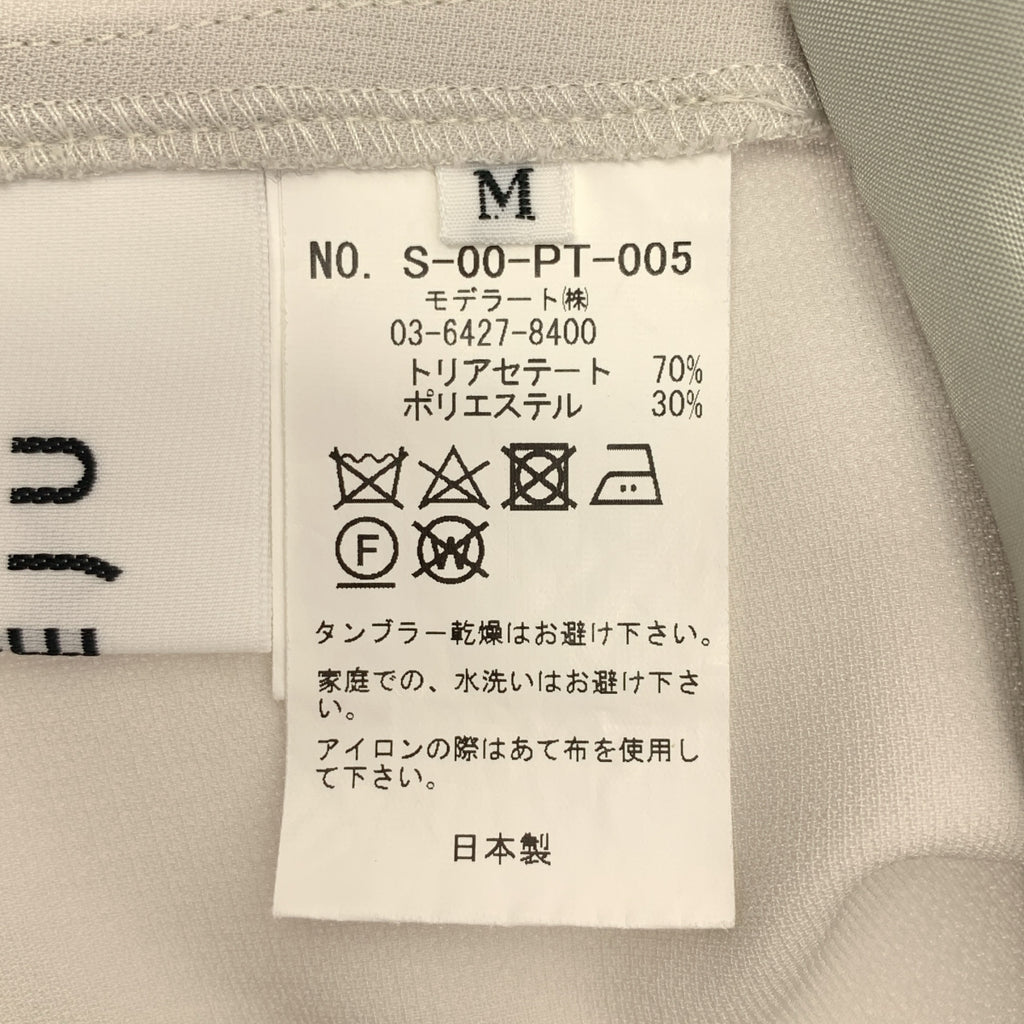 M
NO. S-00-PT-005
モデラート㈱
03-6427-8400
トリアセテート 70%
ポリエステル 30%
F
W
タンブラー乾燥はお避け下さい。
家庭での、水洗いはお避け下さ
い。
アイロンの際はあて布を使用し
て下さい。
日本製